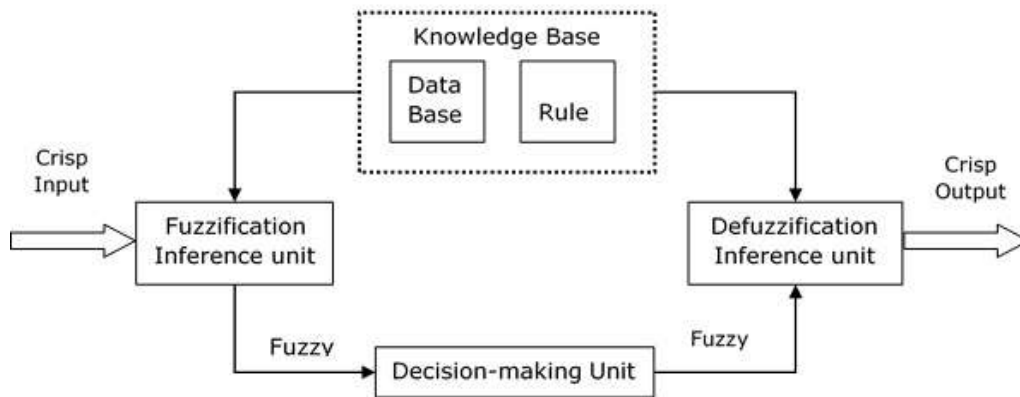 Knowledge Base
Data
Base
Rule
Crisp
Input
Crisp
Output
Fuzzification
Inference unit
Defuzzification
Inference unit
Fuzzy
Fuzzy
Decision-making Unit